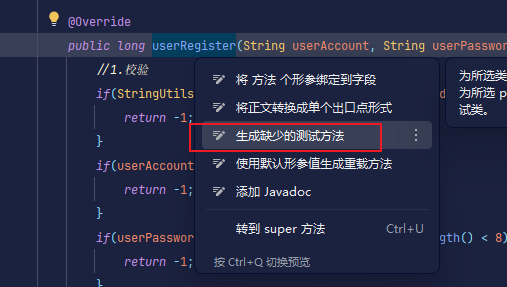 @Override
public long userRegister(String userAccount, String userPasswor
//1.校验
if(StringUtils
return -1;
}
if(userAccount
return -1;
}
if(userPasswor
gth() < 8)
return -1;
}
将 方法 个形参绑定到字段
将正文转换成单个出口点形式
生成缺少的测试方法
使用默认形参值生成重载方法
添加 Javadoc
转到 super 方法 Ctrl+U
按 Ctrl+Q 切换预览
为所选类
为所选 p
试类。